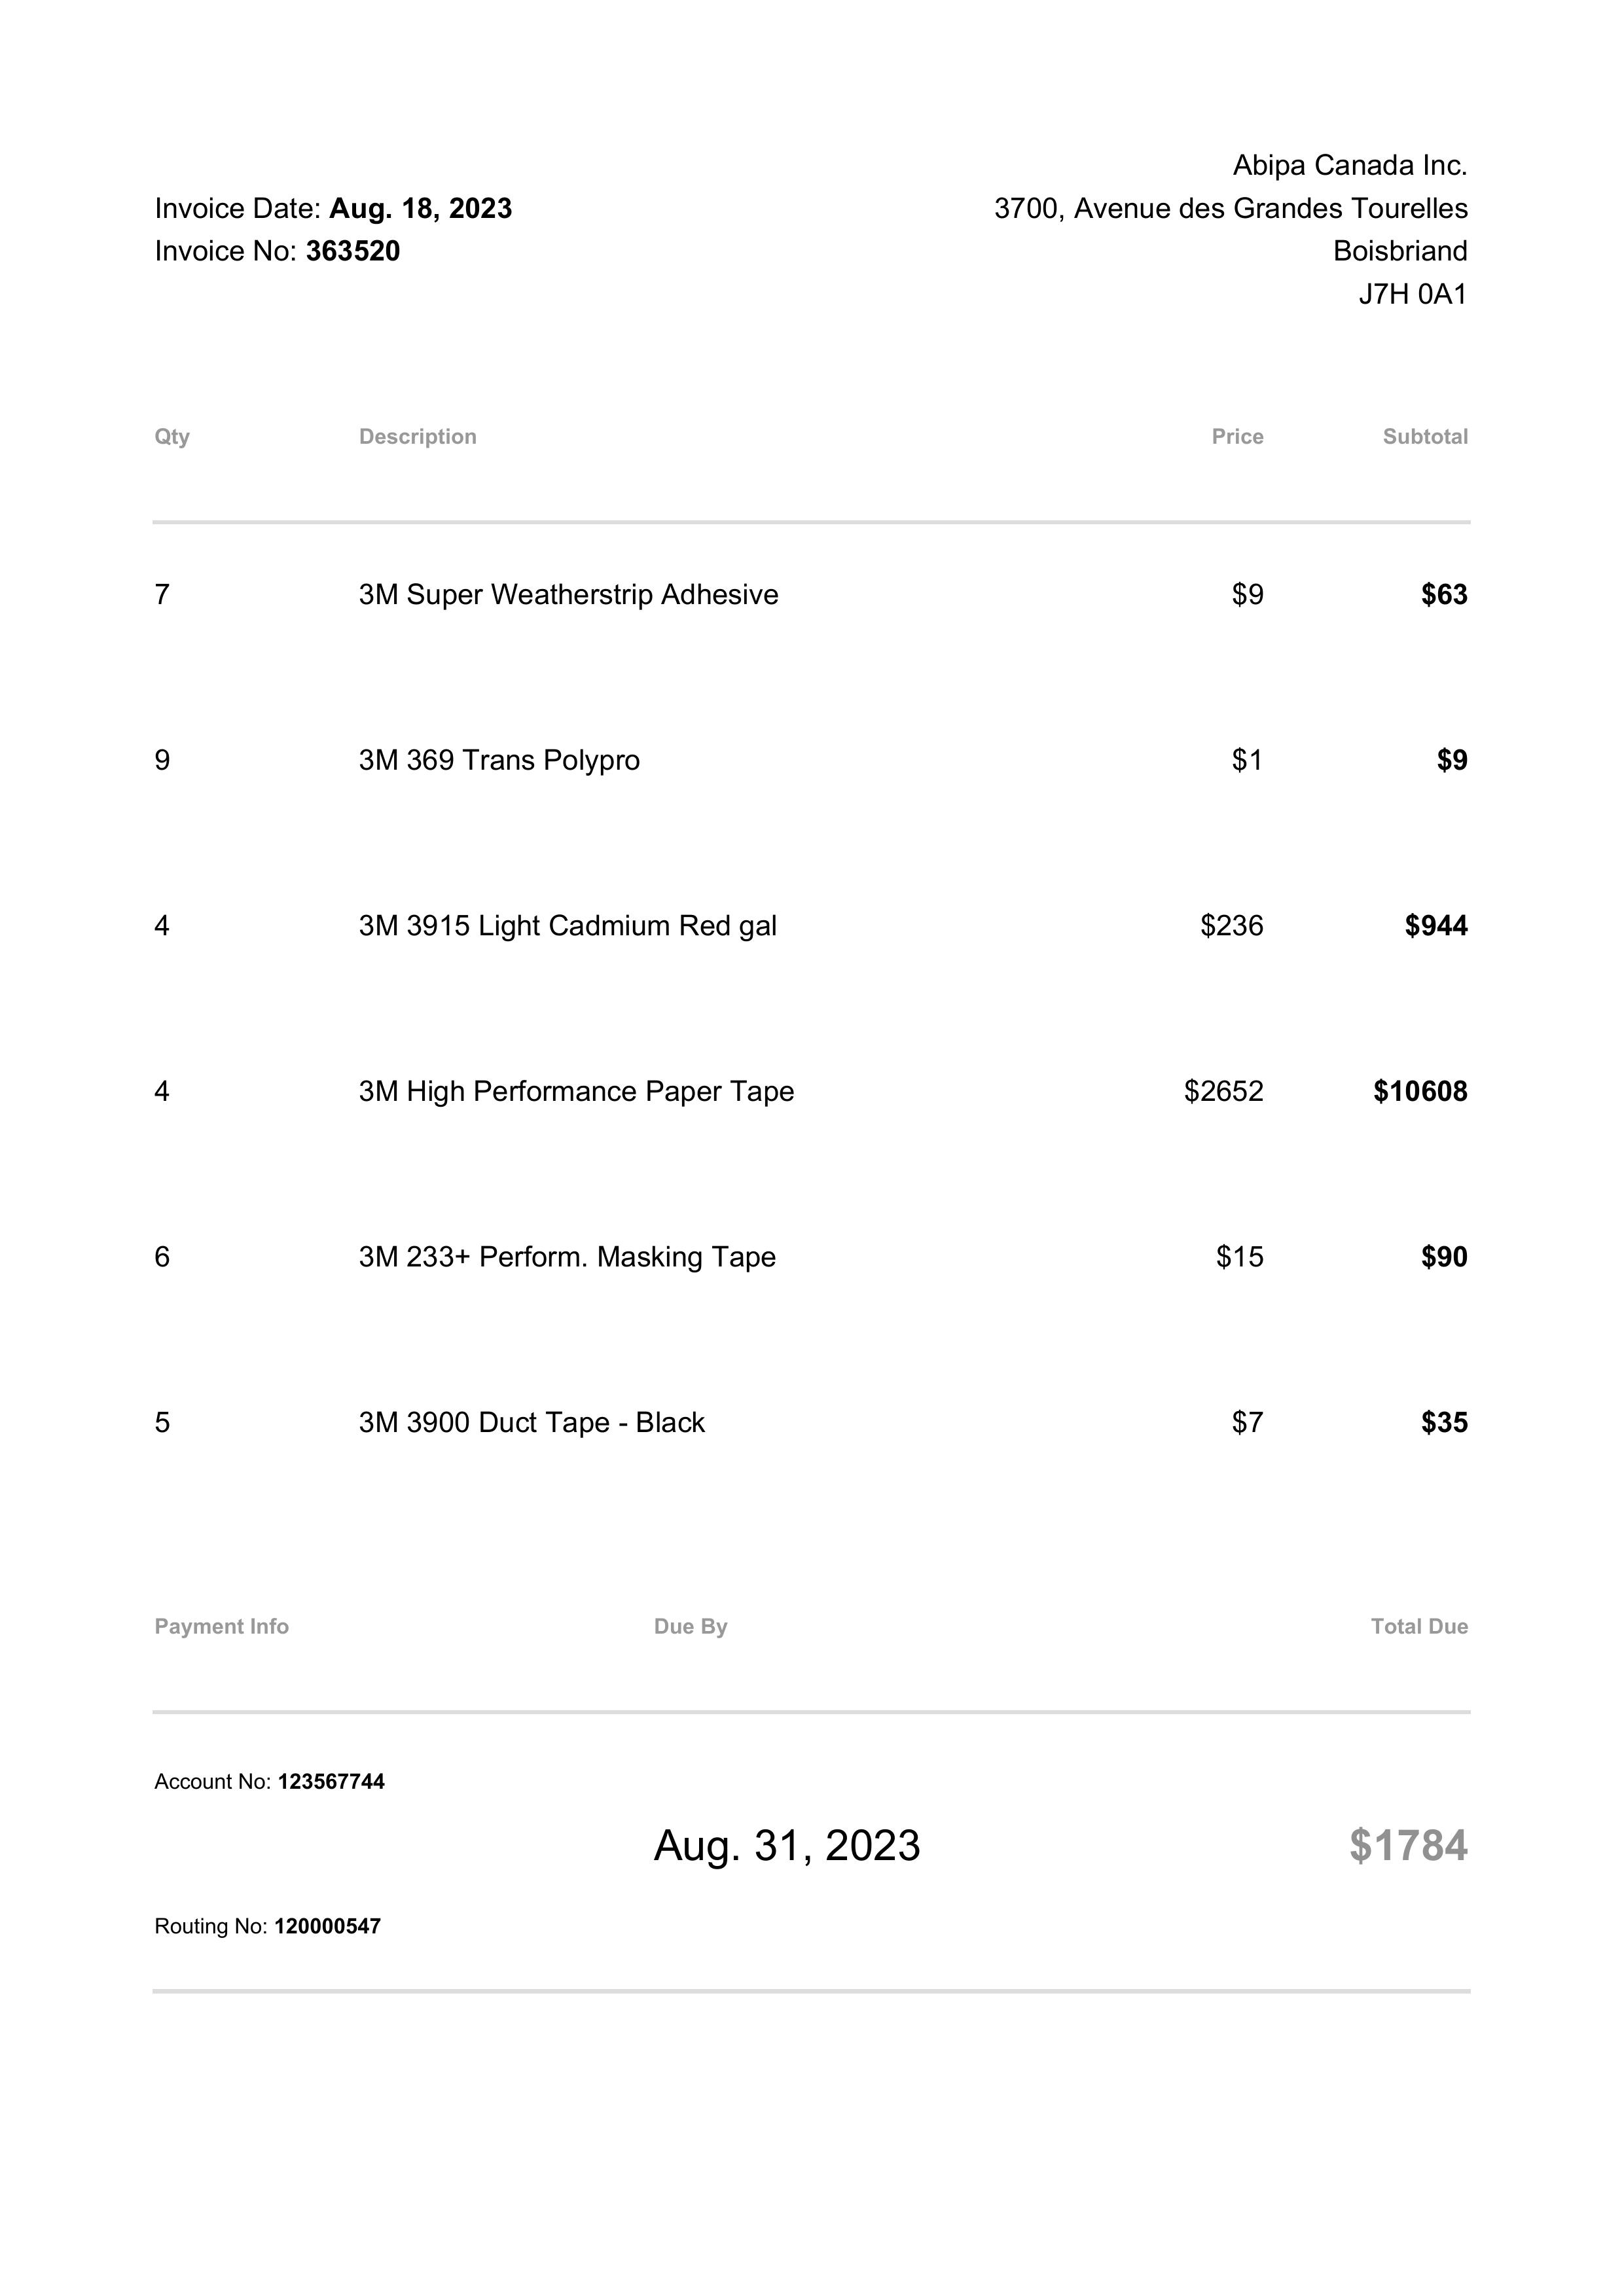 Abipa Canada Inc.
Invoice Date: Aug. 18, 2023 3700, Avenue des Grandes Tourelles
Invoice No: 363520 Boisbriand
J7H 0A1
Qty Description Price Subtotal
7 3M Super Weatherstrip Adhesive $9 $63
9 3M 369 Trans Polypro $1 $9
4 3M 3915 Light Cadmium Red gal $236 $944
4 3M High Performance Paper Tape $2652 $10608
6 3M 233+ Perform. Masking Tape $15 $90
5 3M 3900 Duct Tape - Black $7 $35
Payment Info Due By Total Due
Account No: 123567744
Aug. 31, 2023 $1784
Routing No: 120000547